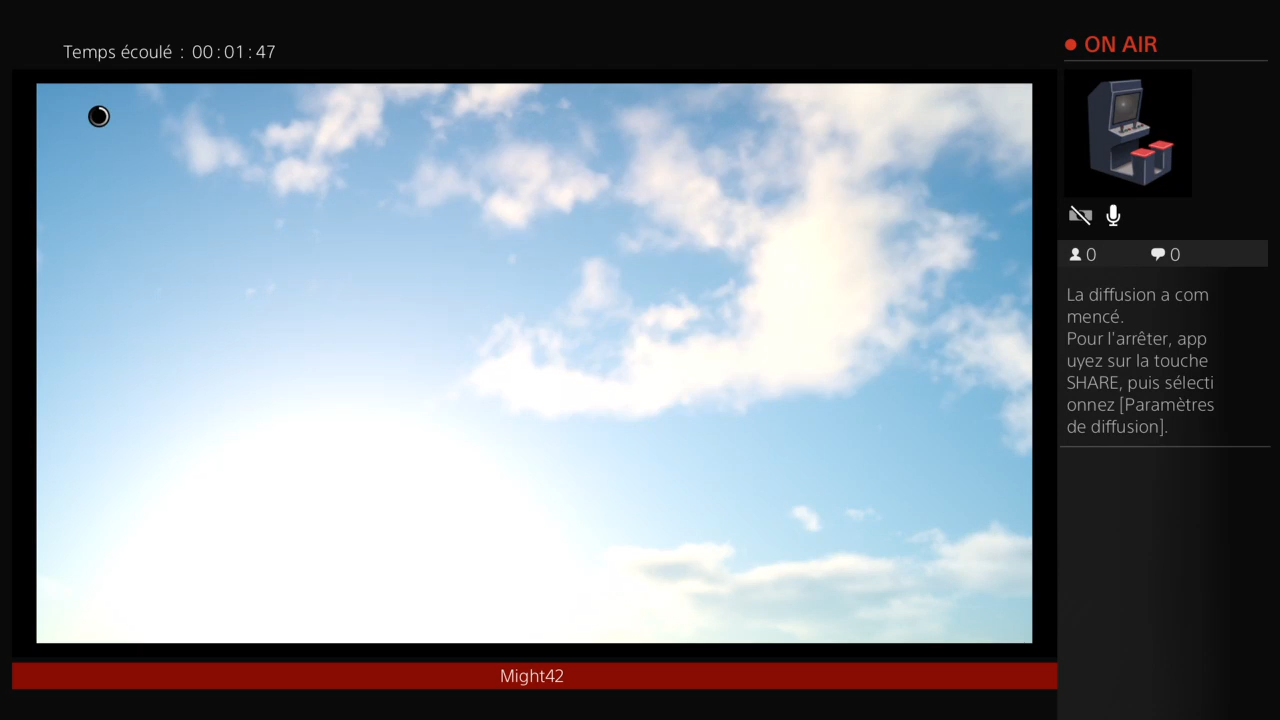 Temps écoulé : 00:01:47
ON AIR
0
0
La diffusion a com
mencé.
Pour l'arrêter, app
uyez sur la touche
SHARE, puis sélecti
onnez [Paramètres
de diffusion].
Might42